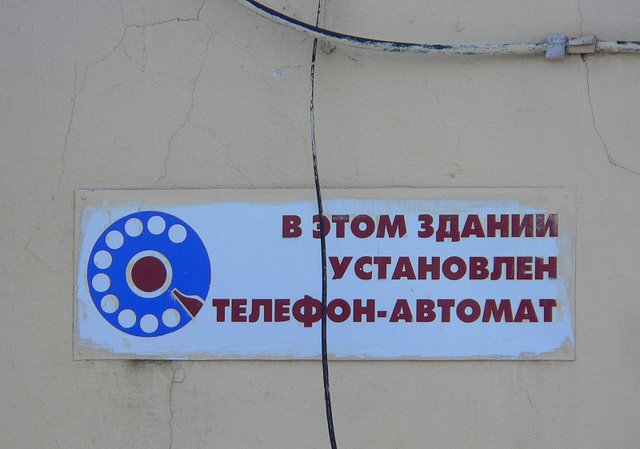 В ЭТОМ ЗДАНИИ
УСТАНОВЛЕН
ТЕЛЕФОН-АВТОМАТ